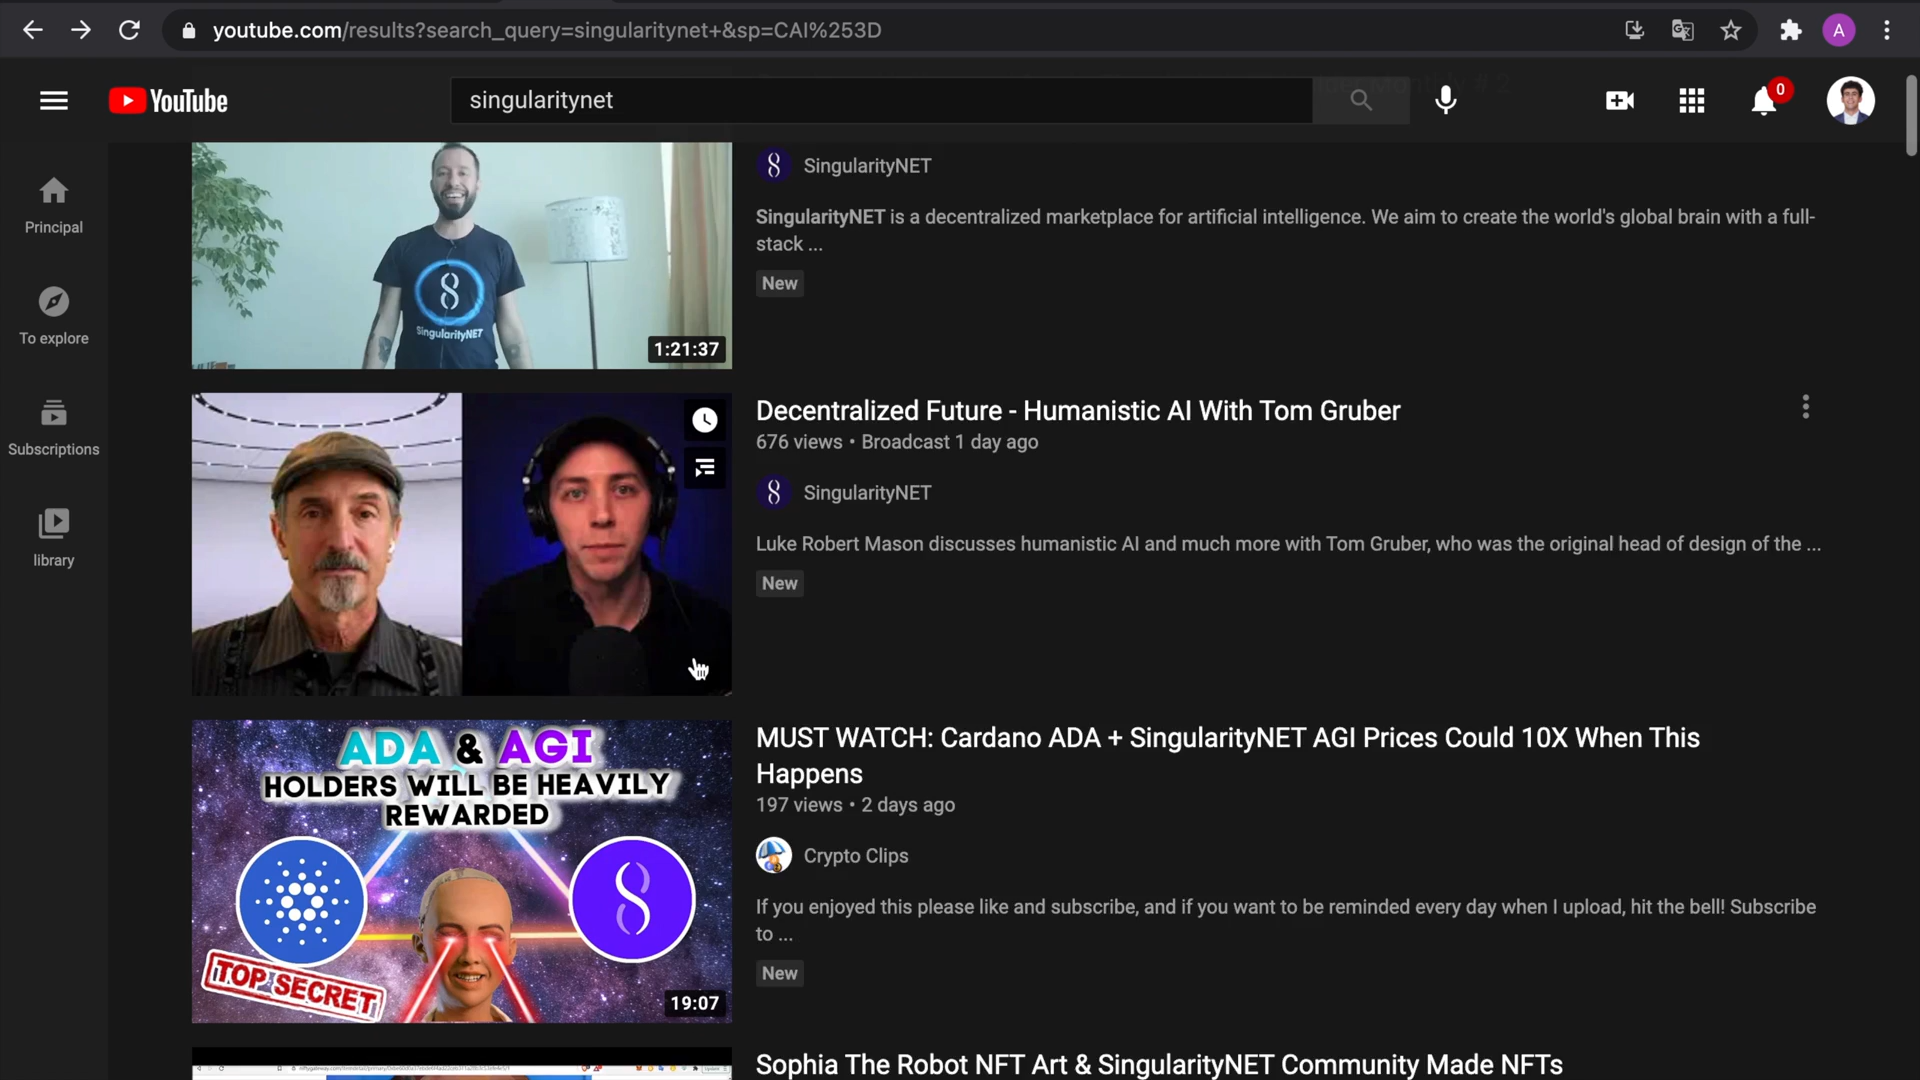 youtube.com/results?search_query=singularitynet+&sp=CAI%253D
A
YouTube
singularitynet
0
Principal
To explore
Subscriptions
library
SingularityNET
1:21:37
SingularityNET
SingularityNET is a decentralized marketplace for artificial intelligence. We aim to create the world's global brain with a full-
stack ...
New
Decentralized Future - Humanistic AI With Tom Gruber
676 views • Broadcast 1 day ago
SingularityNET
Luke Robert Mason discusses humanistic AI and much more with Tom Gruber, who was the original head of design of the ...
New
ADA & AGI
HOLDERS WILL BE HEAVILY
REWARDED
TOP SECRET
19:07
MUST WATCH: Cardano ADA + SingularityNET AGI Prices Could 10X When This
Happens
197 views • 2 days ago
Crypto Clips
If you enjoyed this please like and subscribe, and if you want to be reminded every day when I upload, hit the bell! Subscribe
to ...
New
Sophia The Robot NFT Art & SingularityNET Community Made NFTs